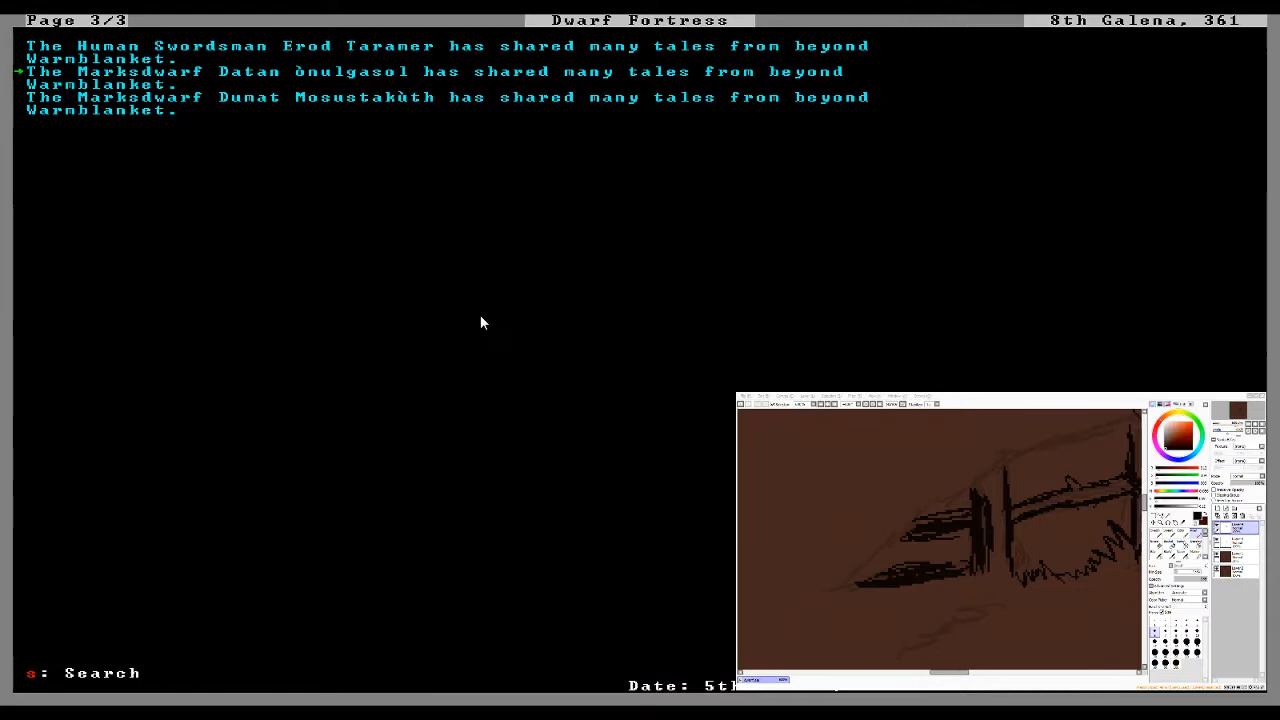 Page 3/3 Dwarf Fortress 8th Galena, 361
The Human Swordsman Erod Taramer has shared many tales from beyond
Warmblanket.
The Marksdwarf Datan ònulgasol has shared many tales from beyond
Warmblanket.
The Marksdwarf Dumat Mosustakùth has shared many tales from beyond
Warmblanket.
s: Search
Date: 5t